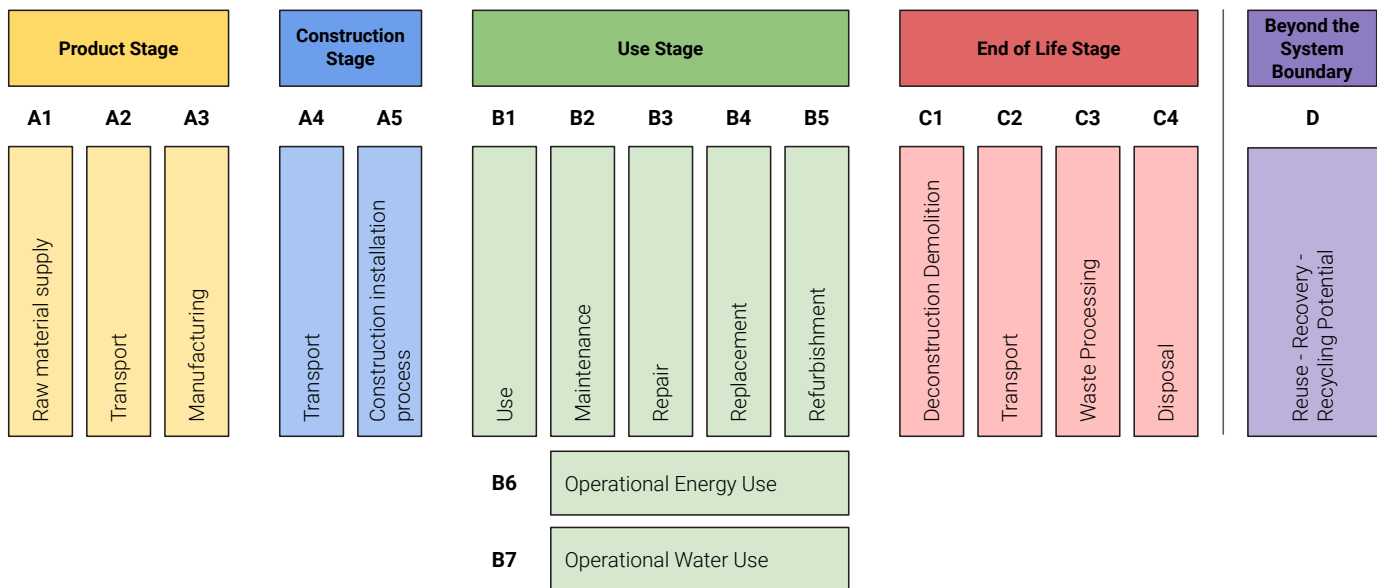 Product Stage
Construction
Stage
Use Stage
End of Life Stage
Beyond the
System
Boundary
A1
A2
A3
A4
A5
B1
B2
B3
B4
B5
C1
C2
C3
C4
D
Raw material supply
Transport
Manufacturing
Transport
Construction installation
process
Use
Maintenance
Repair
Replacement
Refurbishment
Deconstruction Demolition
Transport
Waste Processing
Disposal
Reuse - Recovery -
Recycling Potential
B6
Operational Energy Use
B7
Operational Water Use